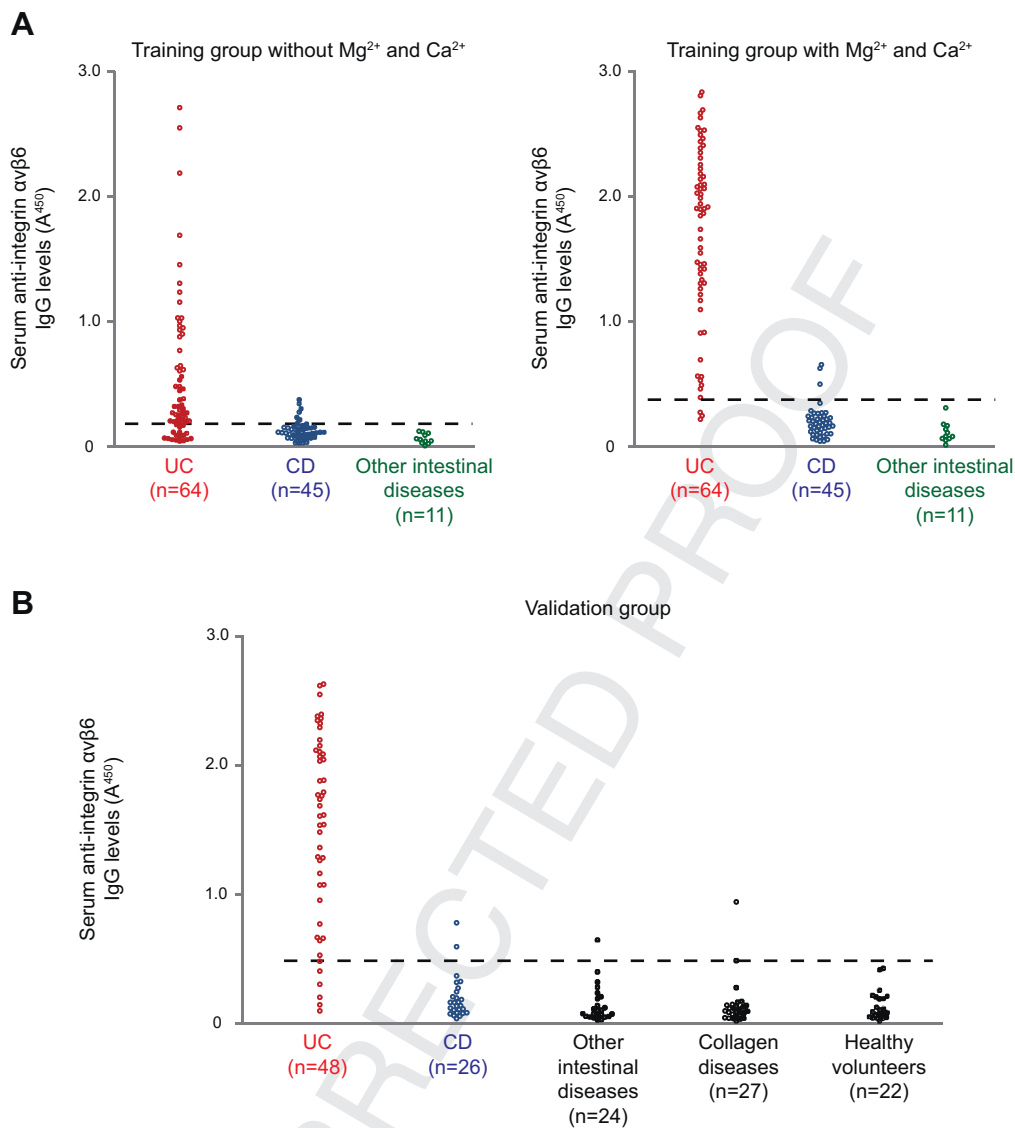 A
Training group without Mg²⁺ and Ca²⁺
Serum anti-integrin αvβ6
IgG levels (A⁴⁵⁰)
3.0
2.0
1.0
0
UC
(n=64)
CD
(n=45)
Other intestinal
diseases
(n=11)
Training group with Mg²⁺ and Ca²⁺
Serum anti-integrin αvβ6
IgG levels (A⁴⁵⁰)
3.0
2.0
1.0
0
UC
(n=64)
CD
(n=45)
Other intestinal
diseases
(n=11)
B
Validation group
Serum anti-integrin αvβ6
IgG levels (A⁴⁵⁰)
3.0
2.0
1.0
0
UC
(n=48)
CD
(n=26)
Other
intestinal
diseases
(n=24)
Collagen
diseases
(n=27)
Healthy
volunteers
(n=22)
RECTED PROOF